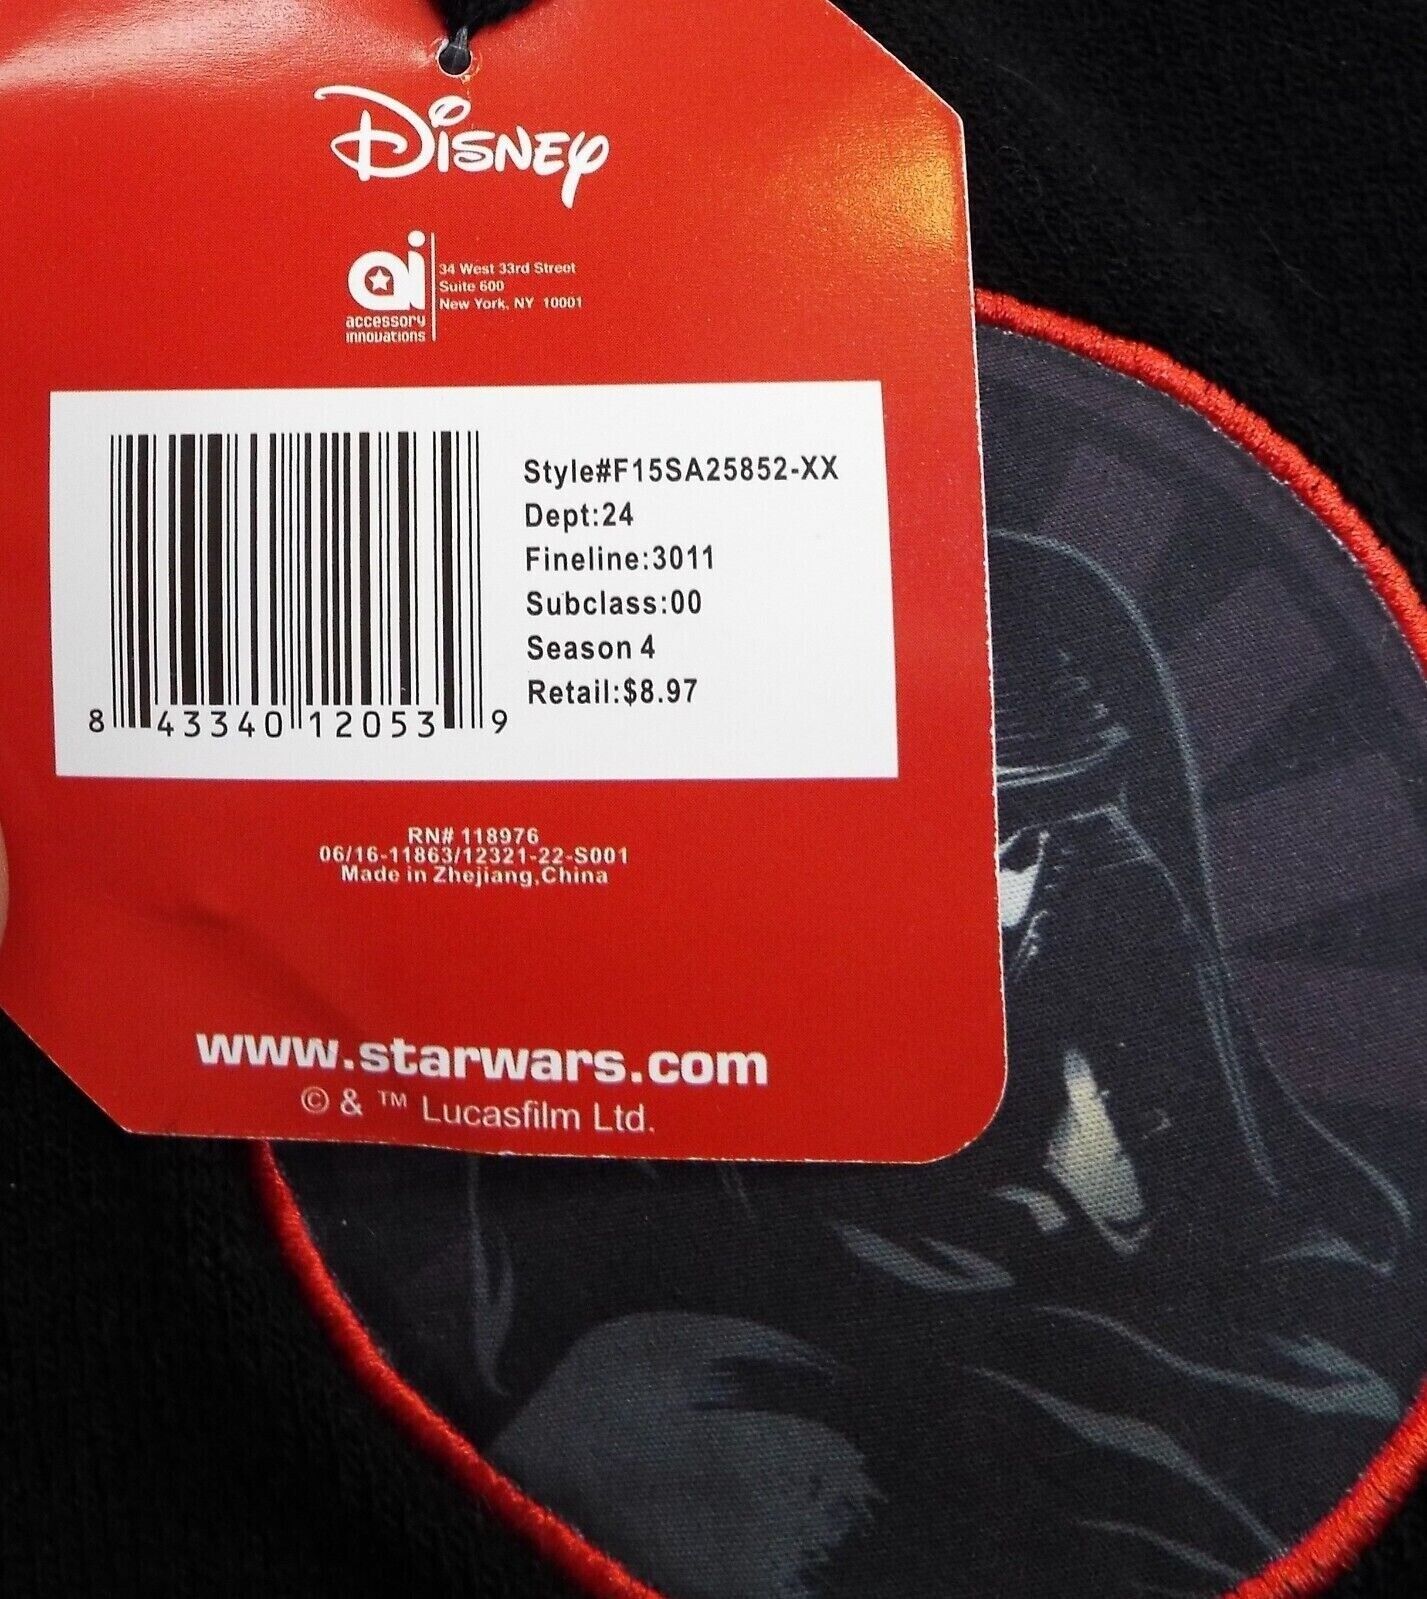 Disney
ai
accessory
innovations
34 West 33rd Street
Suite 600
New York, NY 10001
Style#F15SA25852-XX
Dept:24
Fineline:3011
Subclass:00
Season 4
Retail:$8.97
8 43340 12053 9
RN# 118976
06/16-11863/12321-22-S001
Made in Zhejiang,China
www.starwars.com
© & ™ Lucasfilm Ltd.